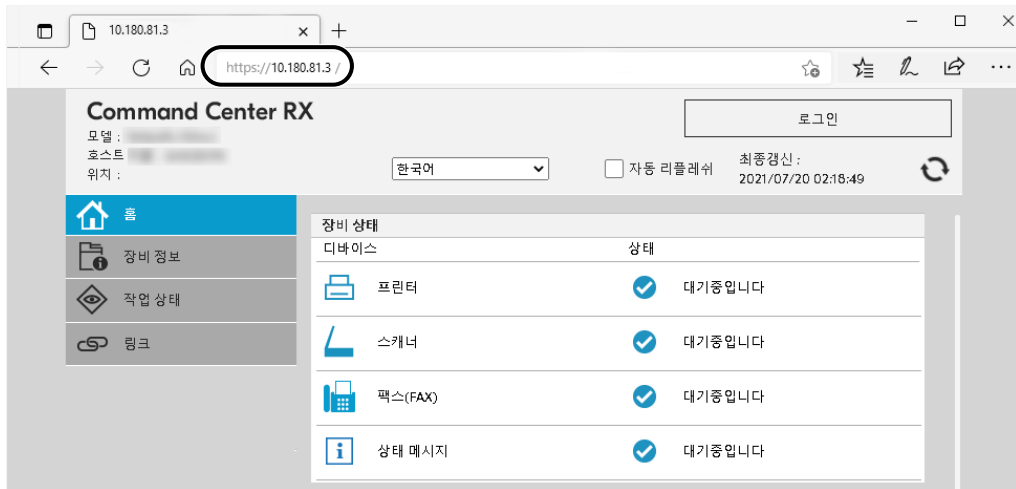 10.180.81.3
https://10.180.81.3 /
Command Center RX
로그인
모델 :
호스트
위치 :
한국어
자동 리플레쉬
최종갱신 :
2021/07/20 02:18:49
홈
장비 정보
작업 상태
링크
장비 상태
디바이스 상태
프린터 대기중입니다
스캐너 대기중입니다
팩스(FAX) 대기중입니다
상태 메시지 대기중입니다